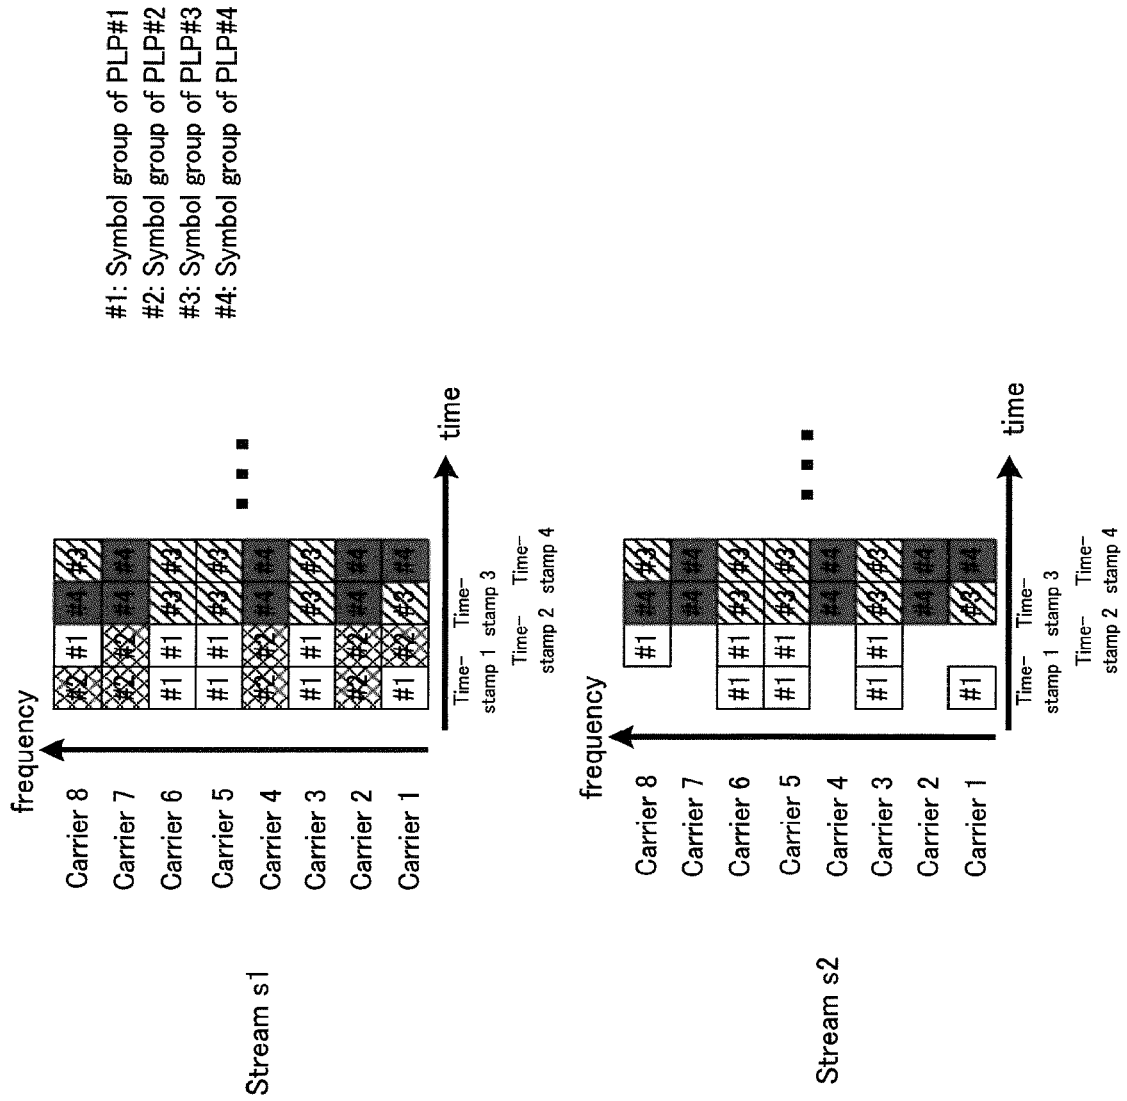 Stream s1
frequency
Carrier 8
#2 #1 #4 #3
Carrier 7
#2 #2 #4 #4
Carrier 6
#1 #1 #3 #3
Carrier 5
#1 #1 #3 #3
Carrier 4
#2 #2 #4 #4
Carrier 3
#1 #1 #3 #3
Carrier 2
#2 #2 #4 #4
Carrier 1
#1 #2 #3 #4
time
Time-
stamp 1
Time-
stamp 2
Time-
stamp 3
Time-
stamp 4
#1: Symbol group of PLP#1
#2: Symbol group of PLP#2
#3: Symbol group of PLP#3
#4: Symbol group of PLP#4
Stream s2
frequency
Carrier 8
#1 #4 #3
Carrier 7
#4 #4
Carrier 6
#1 #1 #3 #3
Carrier 5
#1 #1 #3 #3
Carrier 4
#4 #4
Carrier 3
#1 #1 #3 #3
Carrier 2
#4 #4
Carrier 1
#1 #3 #4
time
Time-
stamp 1
Time-
stamp 2
Time-
stamp 3
Time-
stamp 4